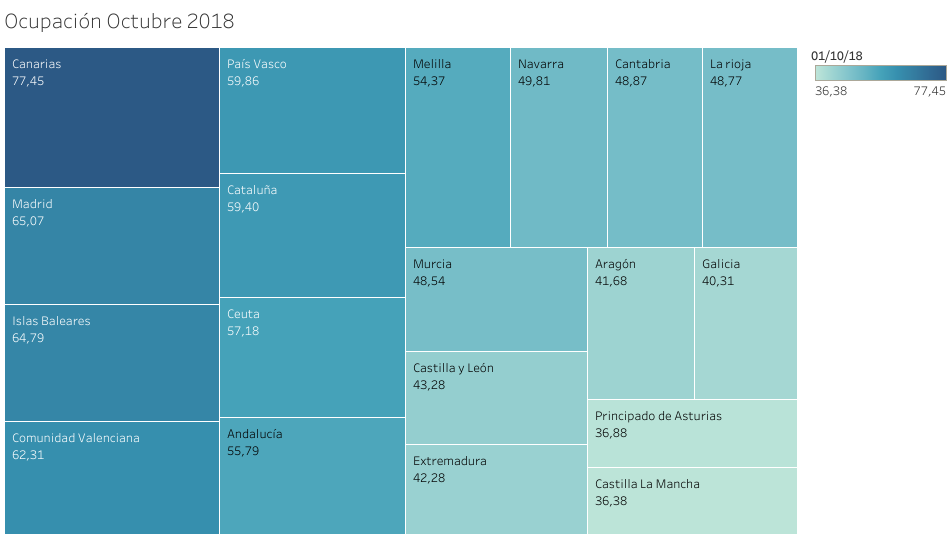 Ocupación Octubre 2018
Canarias
77,45
Madrid
65,07
Islas Baleares
64,79
Comunidad Valenciana
62,31
País Vasco
59,86
Cataluña
59,40
Ceuta
57,18
Andalucía
55,79
Melilla
54,37
Navarra
49,81
Cantabria
48,87
La rioja
48,77
Murcia
48,54
Castilla y León
43,28
Extremadura
42,28
Aragón
41,68
Galicia
40,31
Principado de Asturias
36,88
Castilla La Mancha
36,38
01/10/18
36,38 77,45